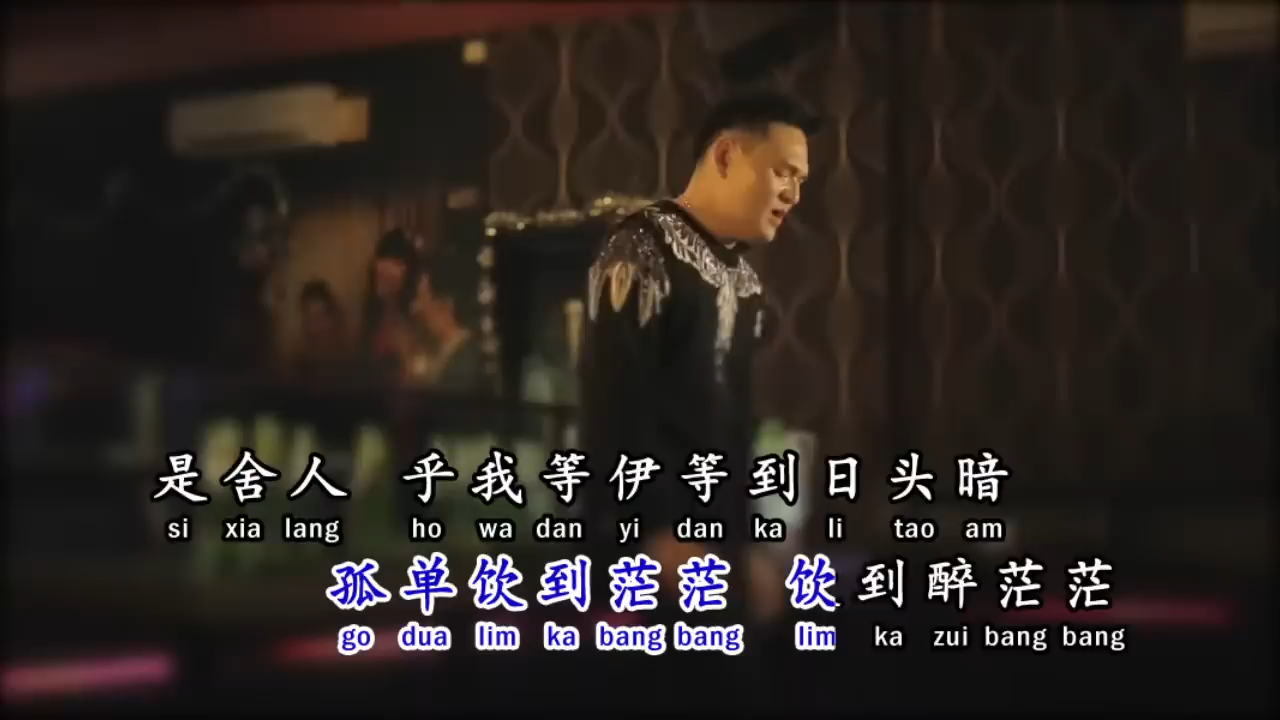 是舍人 乎我等伊等到日头暗
si xia lang ho wa dan yi dan ka li tao am
孤单饮到茫茫 饮到醉茫茫
go dua lim ka bang bang lim ka zui bang bang